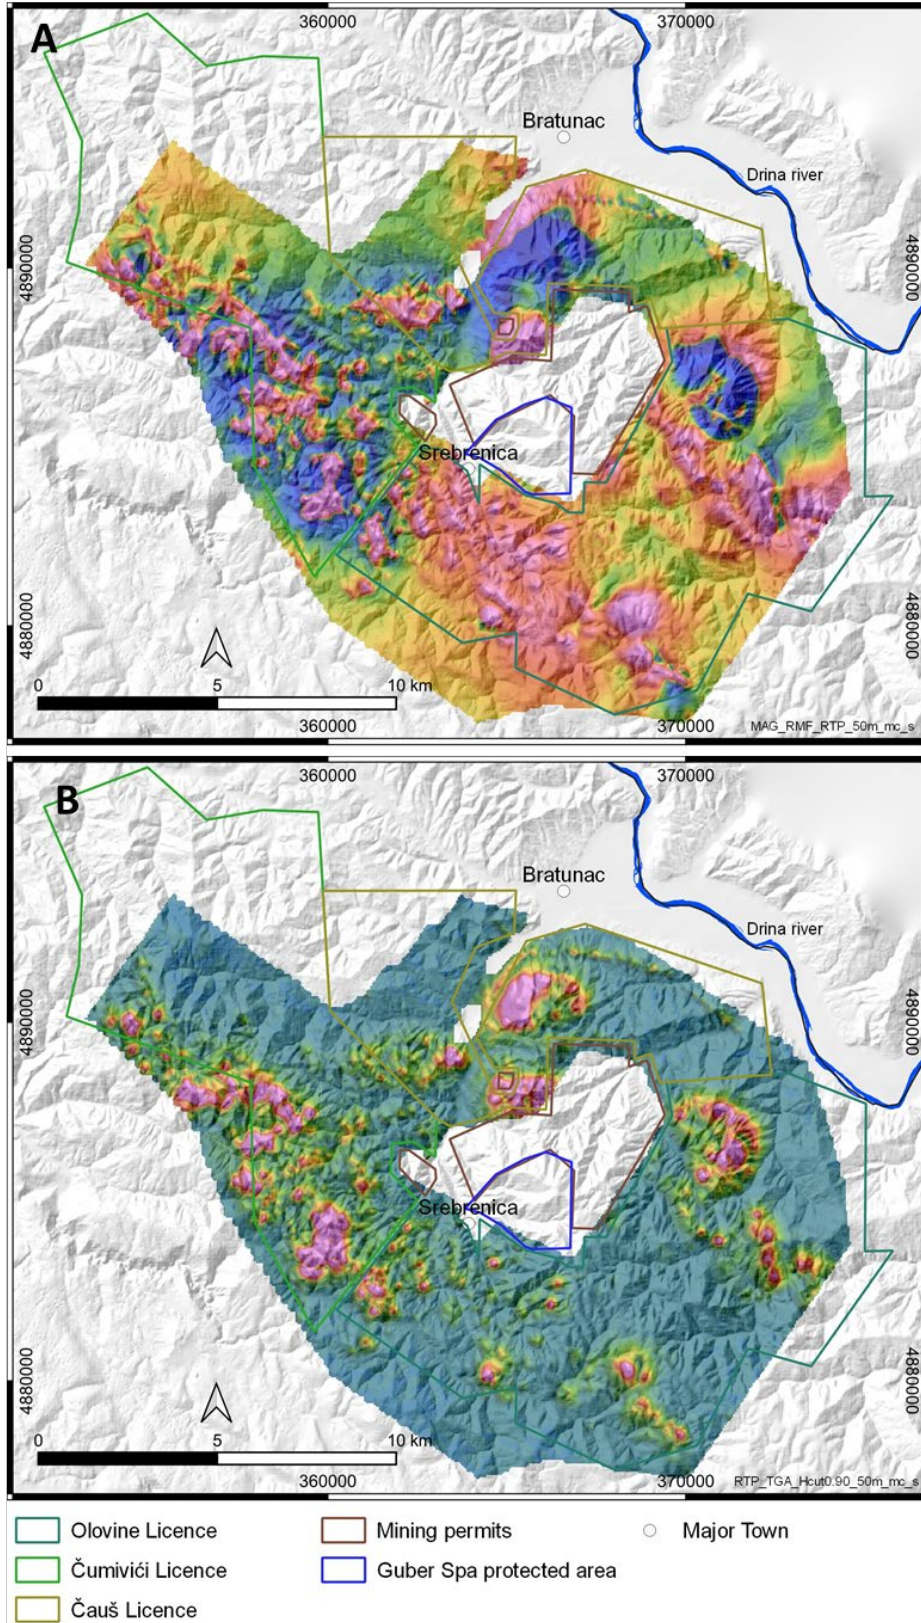 A
360000
370000
Bratunac
Drina river
4890000
4890000
Srebrenica
4880000
4880000
0
5
10 km
360000
370000
MAG_RMF_RTP_50m_mc_s
B
360000
370000
Bratunac
Drina river
4890000
4890000
Srebrenica
4880000
4880000
0
5
10 km
360000
370000
RTP_TGA_Hcut0.90_50m_mc_s
Olovine Licence
Mining permits
Major Town
Čumivići Licence
Guber Spa protected area
Čauš Licence